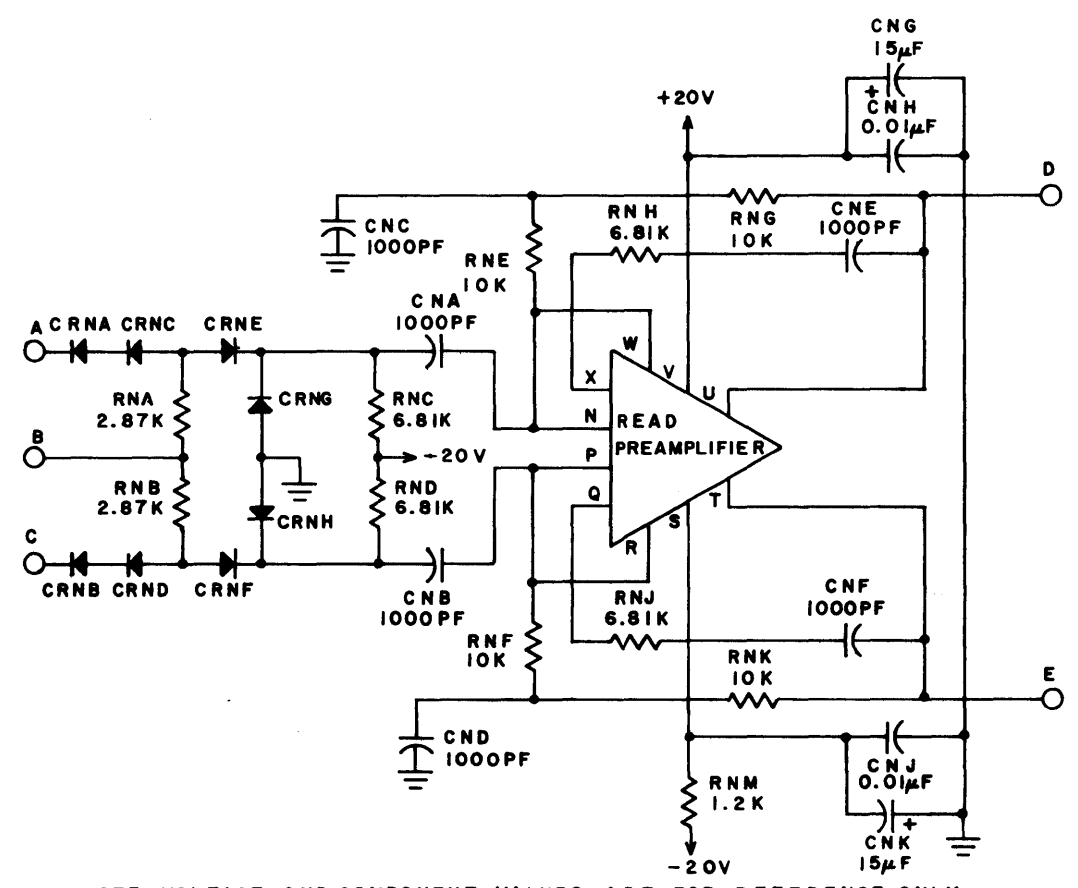 CNG
15µF
+
CNH
0.01µF
+20V
D
CNC
1000PF
RNE
10K
RNH
6.81K
RNG
10K
CNE
1000PF
CNA
1000PF
A
CRNA
CRNC
CRNE
RNA
2.87K
CRNG
RNC
6.81K
B
-20V
RNB
2.87K
CRNH
RND
6.81K
C
CRNB
CRND
CRNF
CNB
1000PF
W
V
U
X
N
READ
PREAMPLIFIER
P
Q
T
S
R
RNJ
6.81K
CNF
1000PF
RNF
10K
RNK
10K
E
CND
1000PF
RNM
1.2K
-20V
CNJ
0.01µF
+
CNK
15µF